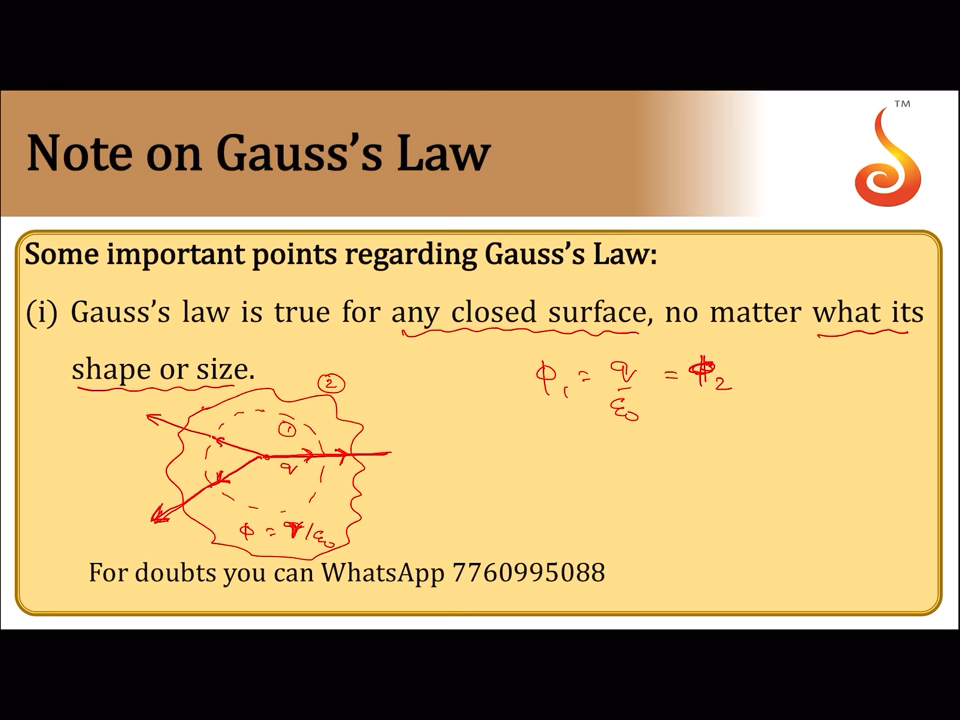 TM
Note on Gauss’s Law
Some important points regarding Gauss’s Law:
(i) Gauss’s law is true for any closed surface, no matter what its
shape or size.
ϕ₁ = q/ε₀ = ϕ₂
②
①
q
ϕ = q/ε₀
For doubts you can WhatsApp 7760995088